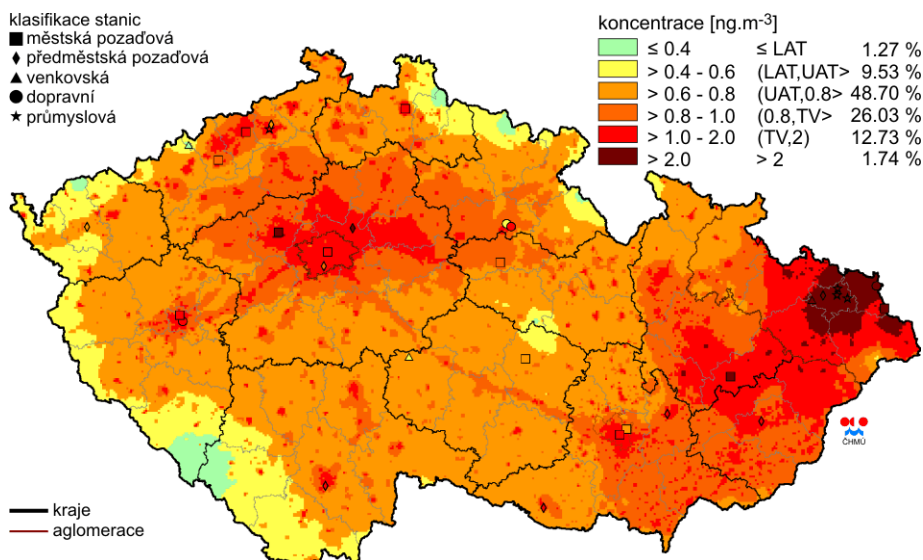 klasifikace stanic
městská pozaďová
předměstská pozaďová
venkovská
dopravní
průmyslová
koncentrace [ng.m⁻³]
≤ 0.4 ≤ LAT 1.27 %
> 0.4 - 0.6 (LAT,UAT> 9.53 %
> 0.6 - 0.8 (UAT,0.8> 48.70 %
> 0.8 - 1.0 (0.8,TV> 26.03 %
> 1.0 - 2.0 (TV,2) 12.73 %
> 2.0 > 2 1.74 %
ČHMÚ
kraje
aglomerace